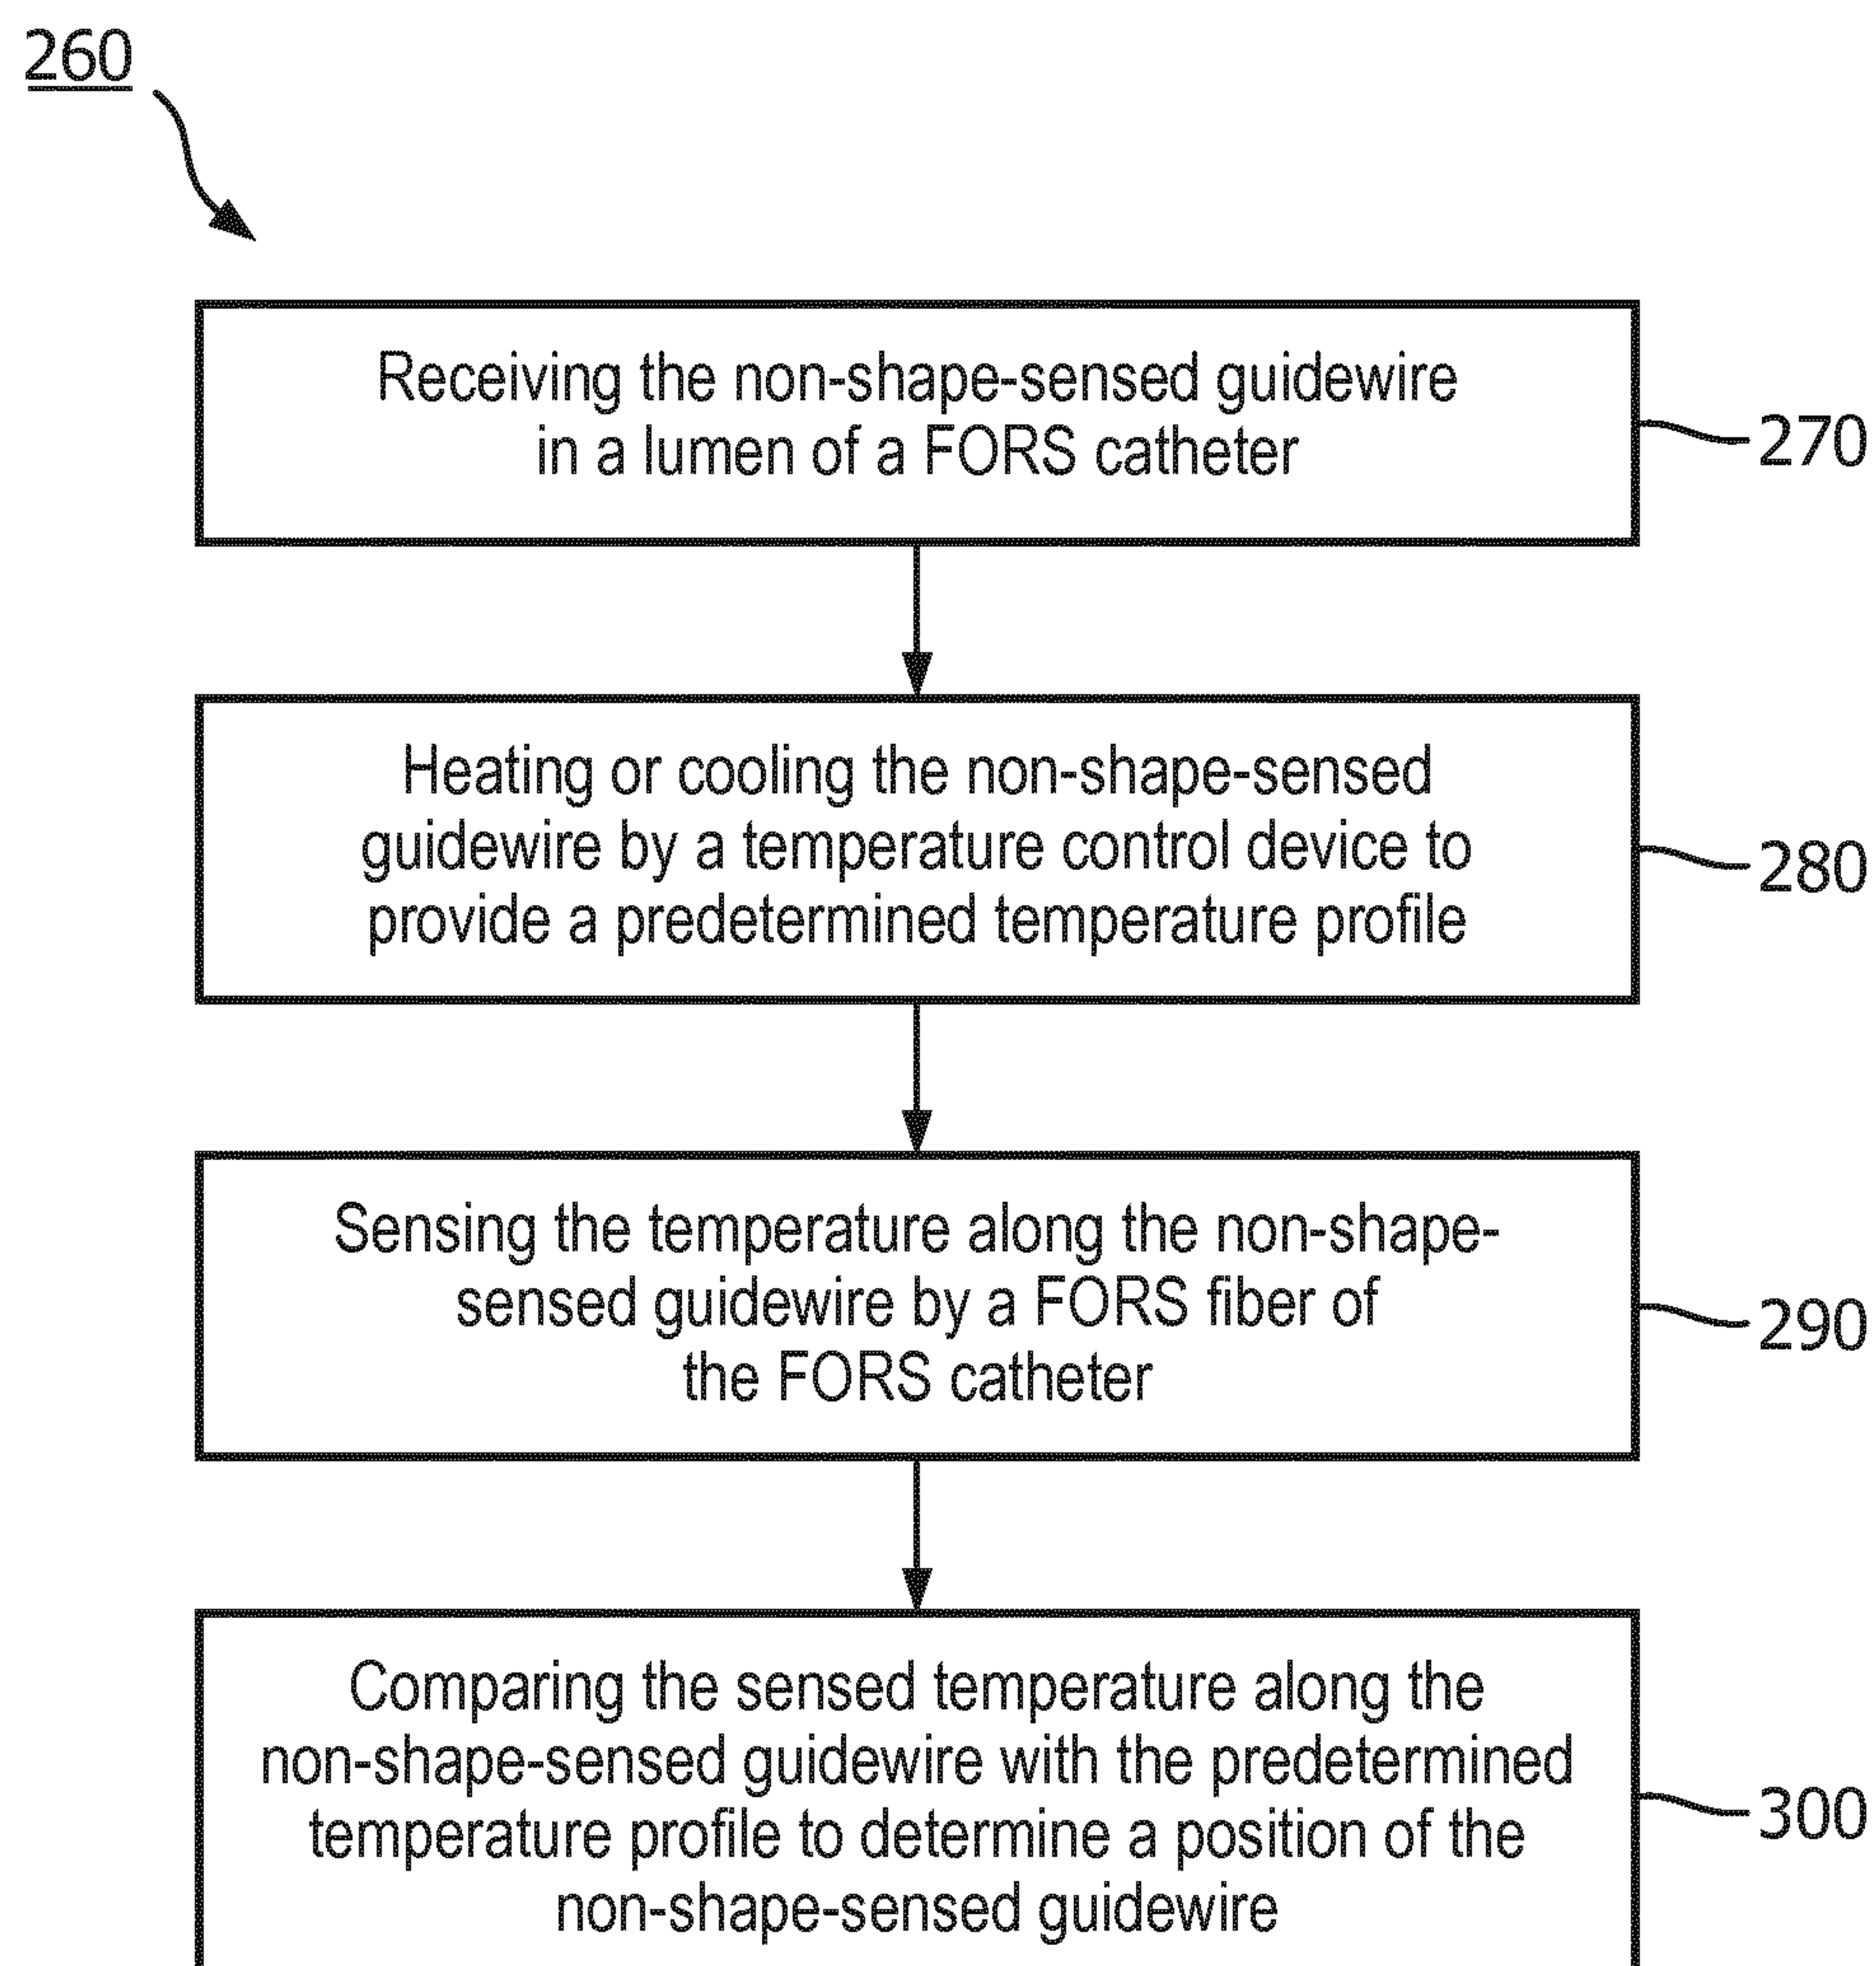 260
Receiving the non-shape-sensed guidewire
in a lumen of a FORS catheter
270
Heating or cooling the non-shape-sensed
guidewire by a temperature control device to
provide a predetermined temperature profile
280
Sensing the temperature along the non-shape-
sensed guidewire by a FORS fiber of
the FORS catheter
290
Comparing the sensed temperature along the
non-shape-sensed guidewire with the predetermined
temperature profile to determine a position of the
non-shape-sensed guidewire
300